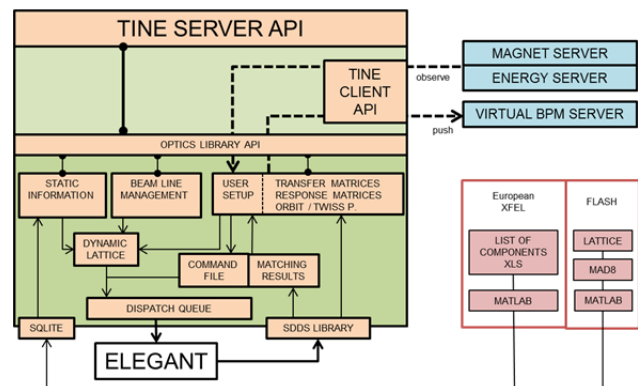 TINE SERVER API
TINE
CLIENT
API
observe
push
MAGNET SERVER
ENERGY SERVER
VIRTUAL BPM SERVER
OPTICS LIBRARY API
STATIC
INFORMATION
BEAM LINE
MANAGEMENT
USER
SETUP
TRANSFER MATRICES
RESPONSE MATRICES
ORBIT / TWISS P.
DYNAMIC
LATTICE
COMMAND
FILE
MATCHING
RESULTS
DISPATCH QUEUE
SQLITE
SDDS LIBRARY
ELEGANT
European
XFEL
LIST OF
COMPONENTS
XLS
MATLAB
FLASH
LATTICE
MAD8
MATLAB